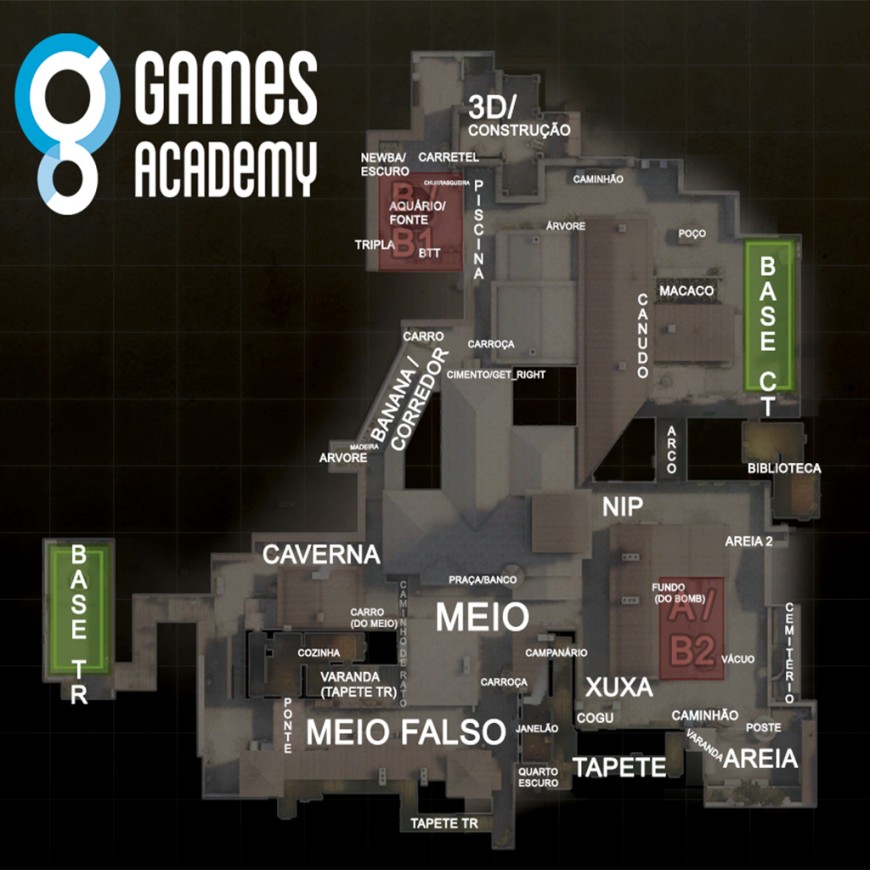 GAMES
ACADEMY
3D/
CONSTRUÇÃO
NEWBA/
ESCURO
CARRETEL
CHURRASQUEIRA
B /
B1
AQUÁRIO/
FONTE
TRIPLA
BTT
PISCINA
CAMINHÃO
ÁRVORE
POÇO
MACACO
CANUDO
BASE CT
CARRO
CARROÇA
CIMENTO/GET_RIGHT
BANANA /
CORREDOR
MADEIRA
ARVORE
ARCO
BIBLIOTECA
NIP
AREIA 2
BASE TR
CAVERNA
PRAÇA/BANCO
MEIO
CAMINHO DE RATO
CARRO
(DO MEIO)
COZINHA
VARANDA
(TAPETE TR)
PONTE
MEIO FALSO
CARROÇA
CAMPANÁRIO
FUNDO
(DO BOMB)
A /
B2
VÁCUO
CEMITÉRIO
XUXA
COGU
CAMINHÃO
POSTE
VARANDA
AREIA
JANELÃO
TAPETE
QUARTO
ESCURO
TAPETE TR